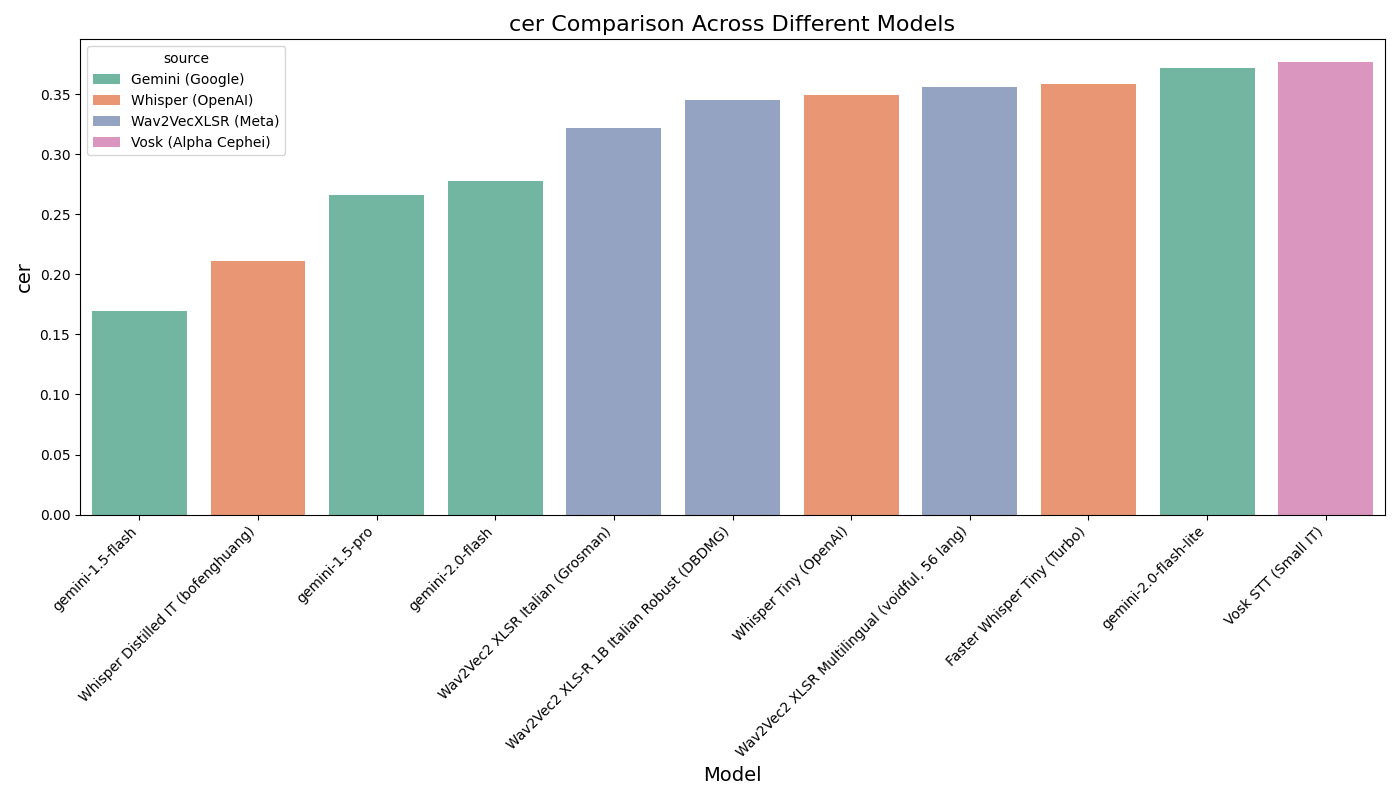 cer Comparison Across Different Models
source
Gemini (Google)
Whisper (OpenAI)
Wav2VecXLSR (Meta)
Vosk (Alpha Cephei)
cer
0.35
0.30
0.25
0.20
0.15
0.10
0.05
0.00
gemini-1.5-flash
Whisper Distilled IT (bofenghuang)
gemini-1.5-pro
gemini-2.0-flash
Wav2Vec2 XLSR Italian (Grosman)
Wav2Vec2 XLS-R 1B Italian Robust (DBDMG)
Whisper Tiny (OpenAI)
Wav2Vec2 XLSR Multilingual (voidful, 56 lang)
Faster Whisper Tiny (Turbo)
gemini-2.0-flash-lite
Vosk STT (Small IT)
Model